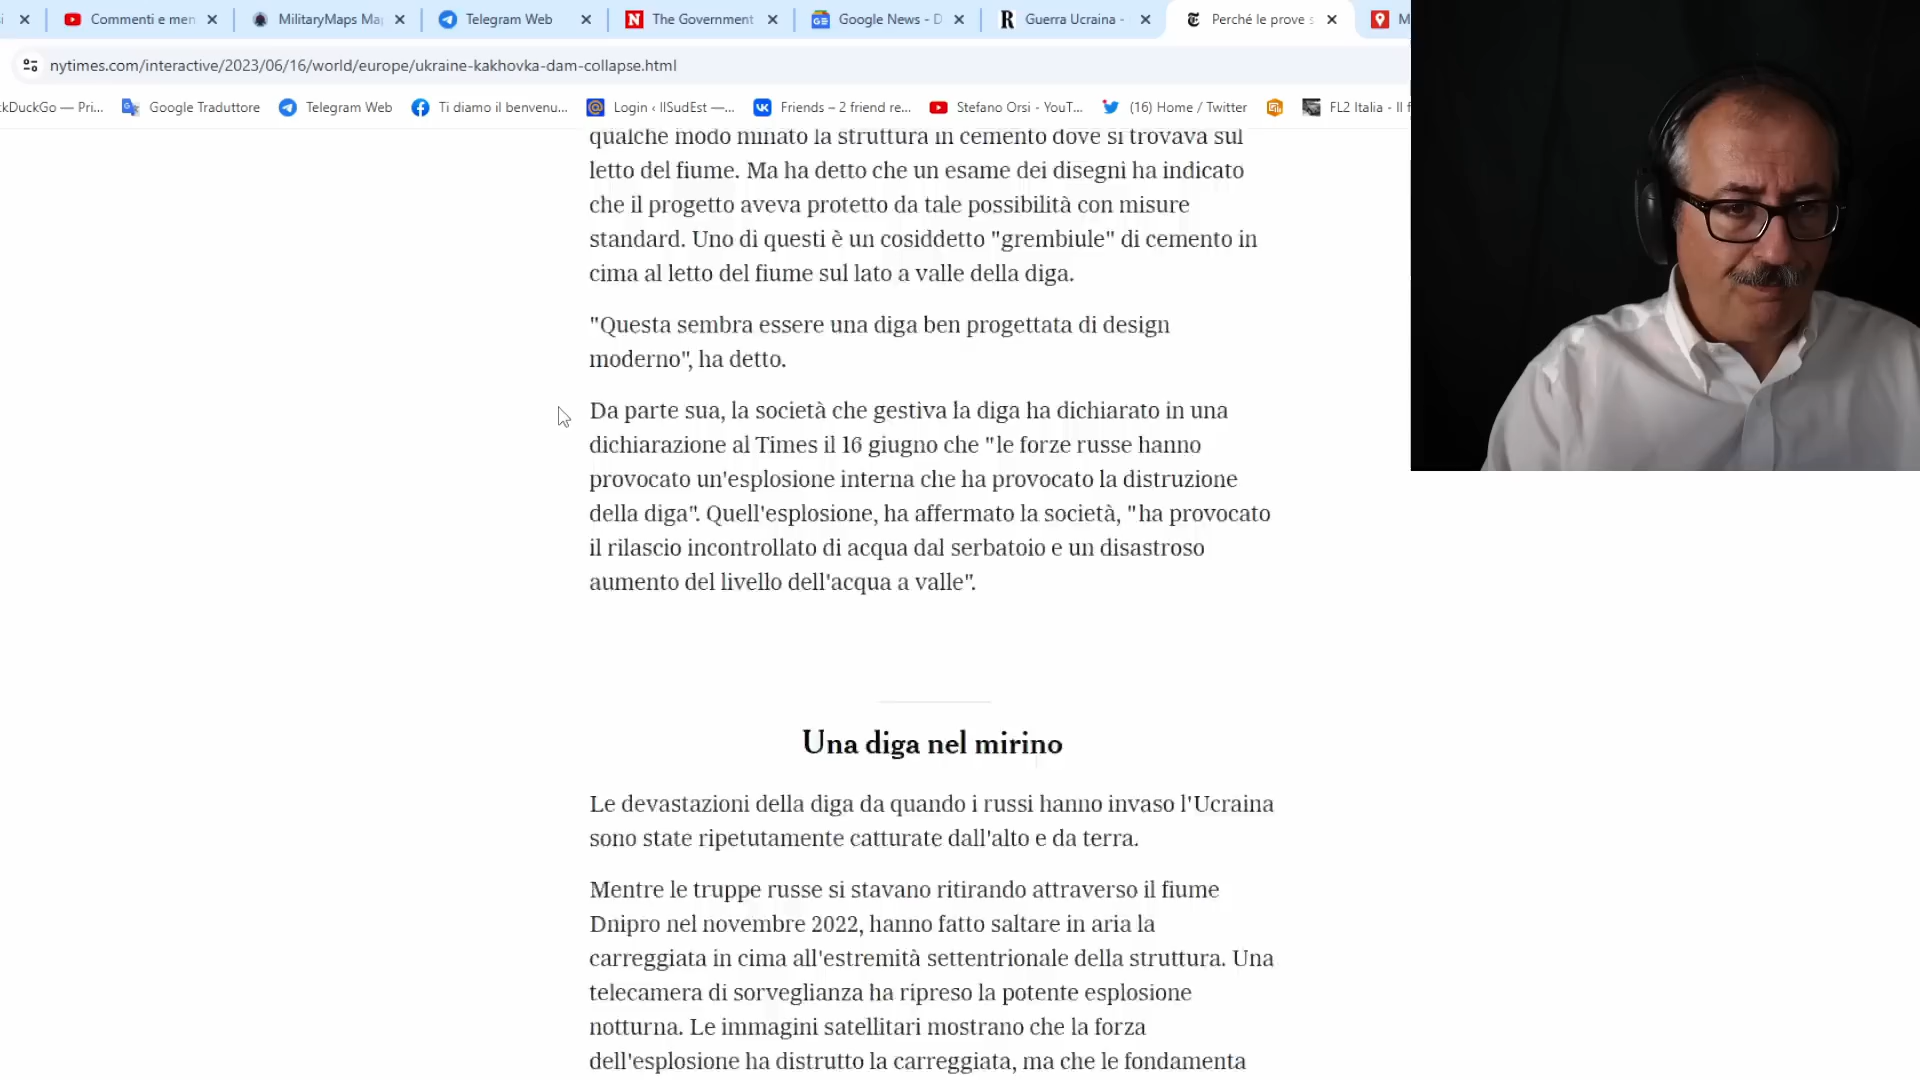 Commenti e men
MilitaryMaps Ma
Telegram Web
The Government
Google News - D
Guerra Ucraina -
Perché le prove s
M
nytimes.com/interactive/2023/06/16/world/europe/ukraine-kakhovka-dam-collapse.html
ckDuckGo — Pri...
Google Traduttore
Telegram Web
Ti diamo il benvenu...
Login ‹ IlSudEst —...
Friends – 2 friend re...
Stefano Orsi - YouT...
(16) Home / Twitter
FL2 Italia - Il f
qualche modo minato la struttura in cemento dove si trovava sul
letto del fiume. Ma ha detto che un esame dei disegni ha indicato
che il progetto aveva protetto da tale possibilità con misure
standard. Uno di questi è un cosiddetto "grembiule" di cemento in
cima al letto del fiume sul lato a valle della diga.
"Questa sembra essere una diga ben progettata di design
moderno", ha detto.
Da parte sua, la società che gestiva la diga ha dichiarato in una
dichiarazione al Times il 16 giugno che "le forze russe hanno
provocato un'esplosione interna che ha provocato la distruzione
della diga". Quell'esplosione, ha affermato la società, "ha provocato
il rilascio incontrollato di acqua dal serbatoio e un disastroso
aumento del livello dell'acqua a valle".
Una diga nel mirino
Le devastazioni della diga da quando i russi hanno invaso l'Ucraina
sono state ripetutamente catturate dall'alto e da terra.
Mentre le truppe russe si stavano ritirando attraverso il fiume
Dnipro nel novembre 2022, hanno fatto saltare in aria la
carreggiata in cima all'estremità settentrionale della struttura. Una
telecamera di sorveglianza ha ripreso la potente esplosione
notturna. Le immagini satellitari mostrano che la forza
dell'esplosione ha distrutto la carreggiata, ma che le fondamenta